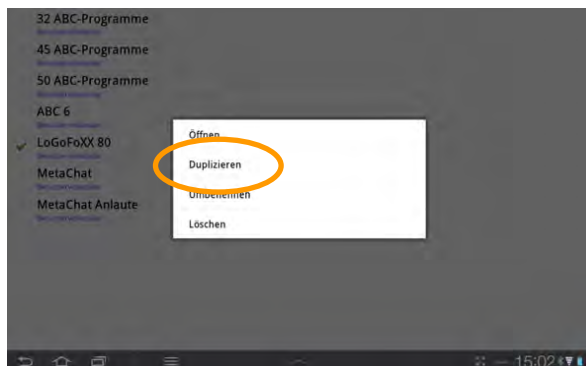 32 ABC-Programme
45 ABC-Programme
50 ABC-Programme
ABC 6
LoGoFoXX 80
MetaChat
MetaChat Anlaute
Öffnen
Duplizieren
Umbenennen
Löschen
15:02